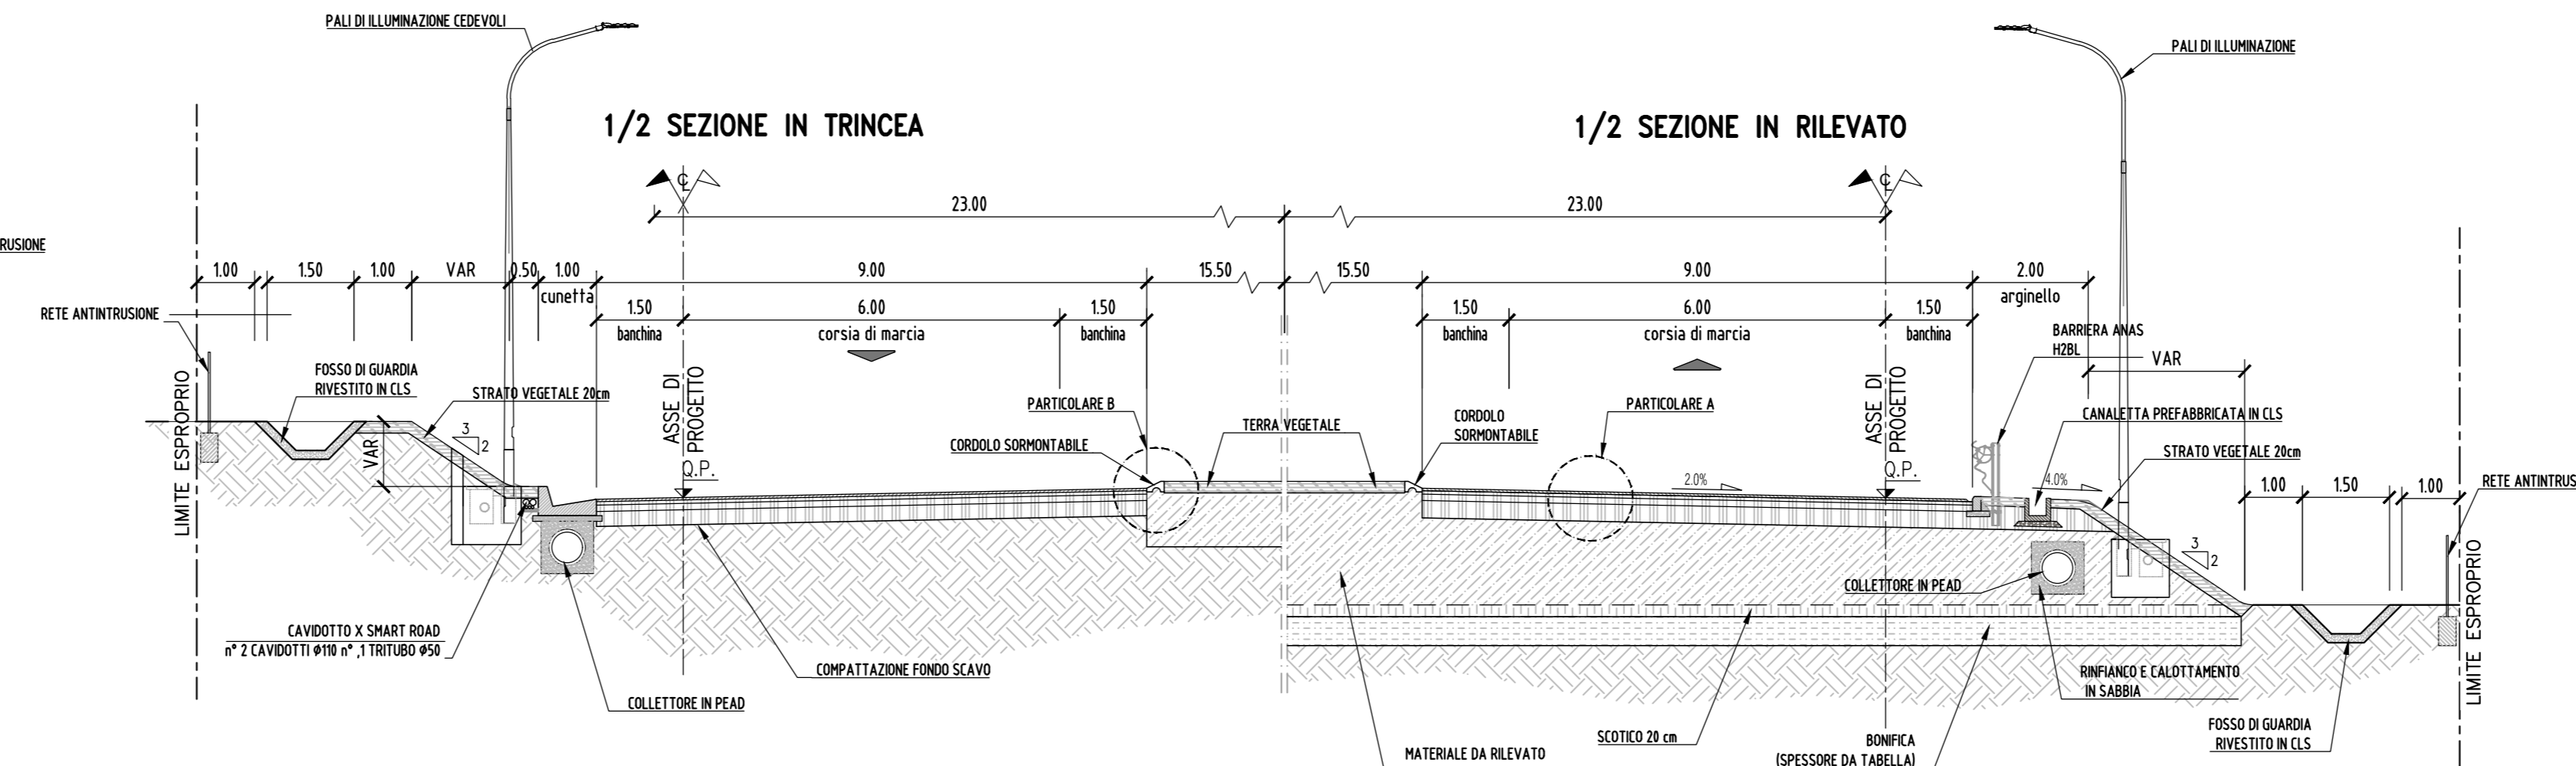 PALI DI ILLUMINAZIONE CEDEVOLI
PALI DI ILLUMINAZIONE
1/2 SEZIONE IN TRINCEA
1/2 SEZIONE IN RILEVATO
23.00
23.00
RUSIONE
1.00
1.50
1.00
VAR
0.50
1.00
cunetta
9.00
15.50
15.50
9.00
2.00
arginello
1.50
banchina
6.00
corsia di marcia
1.50
banchina
1.50
banchina
6.00
corsia di marcia
1.50
banchina
RETE ANTINTRUSIONE
BARRIERA ANAS
H2BL
VAR
FOSSO DI GUARDIA
RIVESTITO IN CLS
STRATO VEGETALE 20cm
LIMITE ESPROPRIO
VAR
3
2
ASSE DI
PROGETTO
Q.P.
PARTICOLARE B
CORDOLO SORMONTABILE
TERRA VEGETALE
CORDOLO
SORMONTABILE
PARTICOLARE A
2.0%
ASSE DI
PROGETTO
Q.P.
CANALETTA PREFABBRICATA IN CLS
4.0%
STRATO VEGETALE 20cm
1.00
1.50
1.00
RETE ANTINTRUS
3
2
LIMITE ESPROPRIO
COLLETTORE IN PEAD
CAVIDOTTO X SMART ROAD
n° 2 CAVIDOTTI Ø110 n° ,1 TRITUBO Ø50
COMPATTAZIONE FONDO SCAVO
COLLETTORE IN PEAD
RINFIANCO E CALOTTAMENTO
IN SABBIA
MATERIALE DA RILEVATO
SCOTICO 20 cm
BONIFICA
(SPESSORE DA TABELLA)
FOSSO DI GUARDIA
RIVESTITO IN CLS